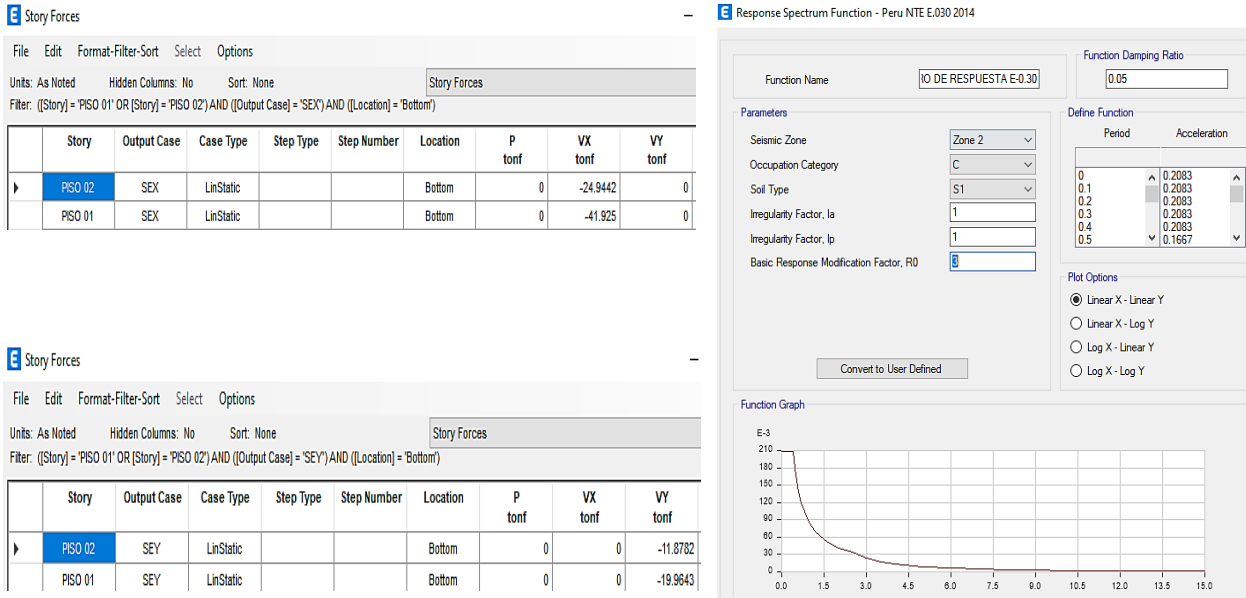 Story Forces
File Edit Format-Filter-Sort Select Options
Units: As Noted Hidden Columns: No Sort: None Story Forces
Filter: ([Story] = 'PISO 01' OR [Story] = 'PISO 02') AND ([Output Case] = 'SEX') AND ([Location] = 'Bottom')
Story Output Case Case Type Step Type Step Number Location P VX VY
tonf tonf tonf
PISO 02 SEX LinStatic Bottom 0 -24.9442 0
PISO 01 SEX LinStatic Bottom 0 -41.925 0
Story Forces
File Edit Format-Filter-Sort Select Options
Units: As Noted Hidden Columns: No Sort: None Story Forces
Filter: ([Story] = 'PISO 01' OR [Story] = 'PISO 02') AND ([Output Case] = 'SEY') AND ([Location] = 'Bottom')
Story Output Case Case Type Step Type Step Number Location P VX VY
tonf tonf tonf
PISO 02 SEY LinStatic Bottom 0 0 -11.8782
PISO 01 SEY LinStatic Bottom 0 0 -19.9643
Response Spectrum Function - Peru NTE E.030 2014
Function Name RO DE RESPUESTA E-0.30
Function Damping Ratio
0.05
Parameters
Seismic Zone Zone 2
Occupation Category C
Soil Type S1
Irregularity Factor, Ia 1
Irregularity Factor, Ip 1
Basic Response Modification Factor, R0 3
Convert to User Defined
Define Function
Period Acceleration
0 0.2083
0.1 0.2083
0.2 0.2083
0.3 0.2083
0.4 0.2083
0.5 0.1667
Plot Options
Linear X - Linear Y
Linear X - Log Y
Log X - Linear Y
Log X - Log Y
Function Graph
E-3
210
180
150
120
90
60
30
0
0.0 1.5 3.0 4.5 6.0 7.5 9.0 10.5 12.0 13.5 15.0